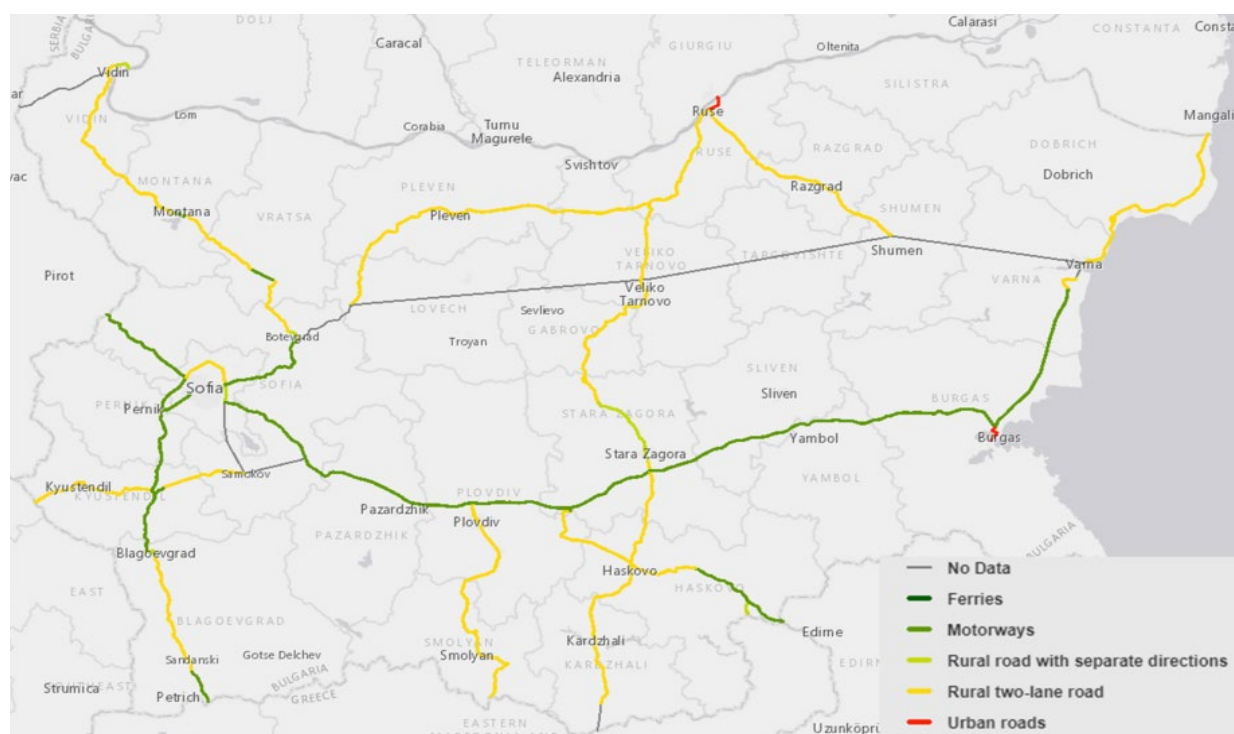 DOLJ
CONSTANTA
SERBIA
BULGARIA
Caracal
GIURGIU
Calarasi
Consta
TELEORMAN
Alexandria
Oltenita
Vidin
ar
SILISTRA
VIDIN
Lom
Corabia
Turnu
Magurele
Ruse
Mangali
vac
Svishtov
RUSE
RAZGRAD
DOBRICH
Dobrich
MONTANA
PLEVEN
Razgrad
Montana
VRATSA
Pleven
SHUMEN
VELIKO
TARNOVO
TARGOVISHTE
Shumen
Varna
Pirot
VARNA
Veliko
Tarnovo
LOVECH
Sevlievo
GABROVO
Botevgrad
Troyan
SLIVEN
Sofia
SOFIA
Sliven
PERNIK
Pernik
BURGAS
STARA ZAGORA
Burgas
Yambol
Stara Zagora
Samokov
Kyustendil
KYUSTENDIL
PLOVDIV
YAMBOL
Pazardzhik
Plovdiv
PAZARDZHIK
Blagoevgrad
BULGARIA
Haskovo
HASKOVO
EAST
BLAGOEVGRAD
Edirne
SMOLYAN
Kardzhali
Smolyan
KARDZHALI
EDIRN
Sandanski
Gotse Delchev
BULGARIA
GREECE
Strumica
SOUTHEAST
Petrich
EASTERN
Uzunköprü
No Data
Ferries
Motorways
Rural road with separate directions
Rural two-lane road
Urban roads